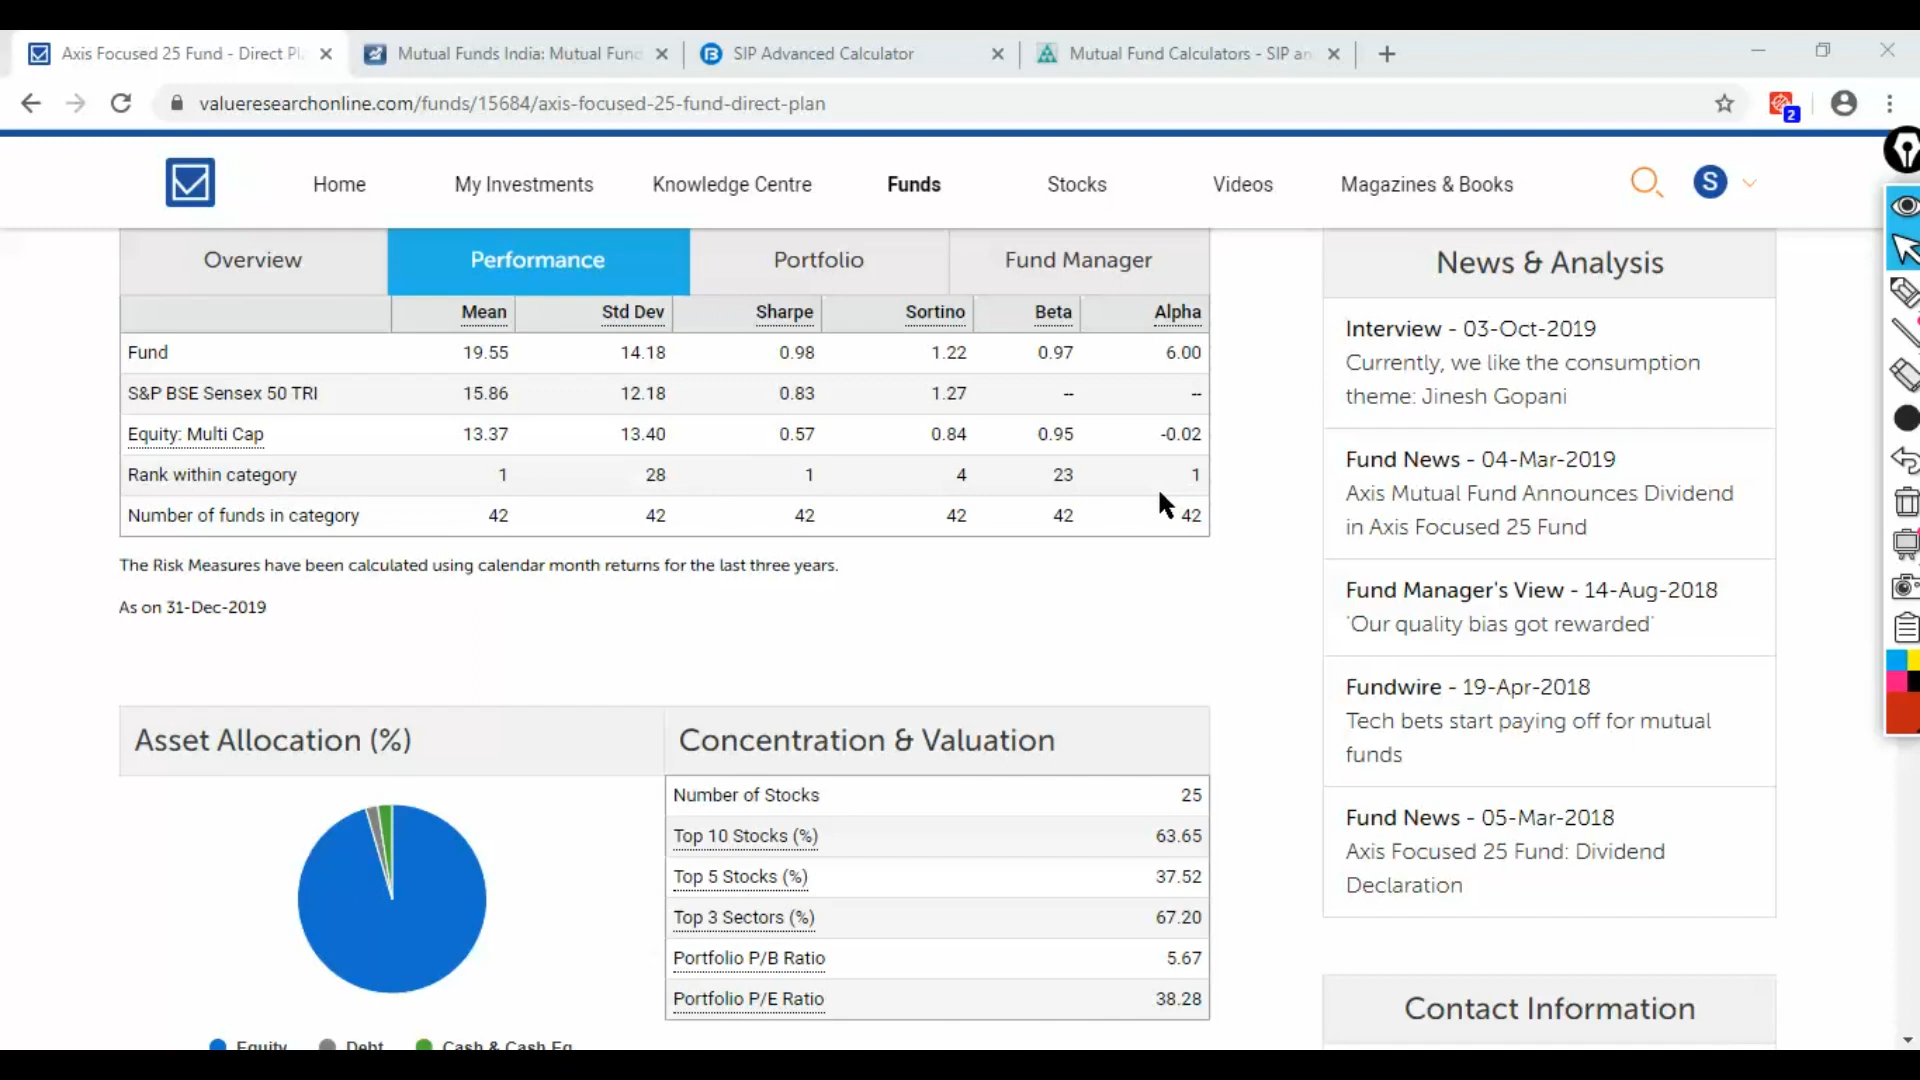 Axis Focused 25 Fund - Direct Pl
Mutual Funds India: Mutual Fund
SIP Advanced Calculator
Mutual Fund Calculators - SIP an
valueresearchonline.com/funds/15684/axis-focused-25-fund-direct-plan
2
Home My Investments Knowledge Centre Funds Stocks Videos Magazines & Books S
Overview Performance Portfolio Fund Manager
Mean Std Dev Sharpe Sortino Beta Alpha
Fund 19.55 14.18 0.98 1.22 0.97 6.00
S&P BSE Sensex 50 TRI 15.86 12.18 0.83 1.27 -- --
Equity: Multi Cap 13.37 13.40 0.57 0.84 0.95 -0.02
Rank within category 1 28 1 4 23 1
Number of funds in category 42 42 42 42 42 42
The Risk Measures have been calculated using calendar month returns for the last three years.
As on 31-Dec-2019
Asset Allocation (%)
Equity Debt Cash & Cash Eq
Concentration & Valuation
Number of Stocks 25
Top 10 Stocks (%) 63.65
Top 5 Stocks (%) 37.52
Top 3 Sectors (%) 67.20
Portfolio P/B Ratio 5.67
Portfolio P/E Ratio 38.28
News & Analysis
Interview - 03-Oct-2019
Currently, we like the consumption
theme: Jinesh Gopani
Fund News - 04-Mar-2019
Axis Mutual Fund Announces Dividend
in Axis Focused 25 Fund
Fund Manager's View - 14-Aug-2018
'Our quality bias got rewarded'
Fundwire - 19-Apr-2018
Tech bets start paying off for mutual
funds
Fund News - 05-Mar-2018
Axis Focused 25 Fund: Dividend
Declaration
Contact Information